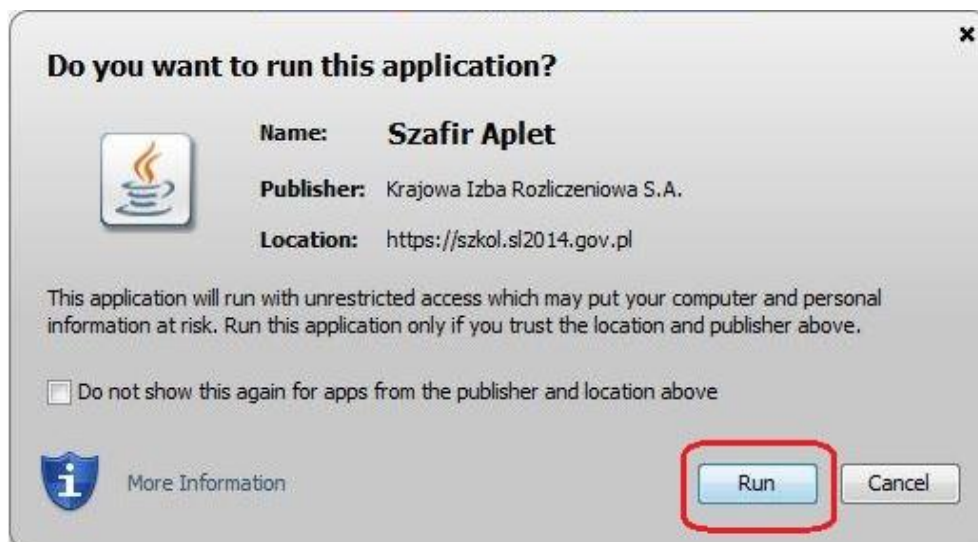 Do you want to run this application?
Name: Szafir Aplet
Publisher: Krajowa Izba Rozliczeniowa S.A.
Location: https://szkol.sl2014.gov.pl
This application will run with unrestricted access which may put your computer and personal
information at risk. Run this application only if you trust the location and publisher above.
Do not show this again for apps from the publisher and location above
More Information
Run
Cancel